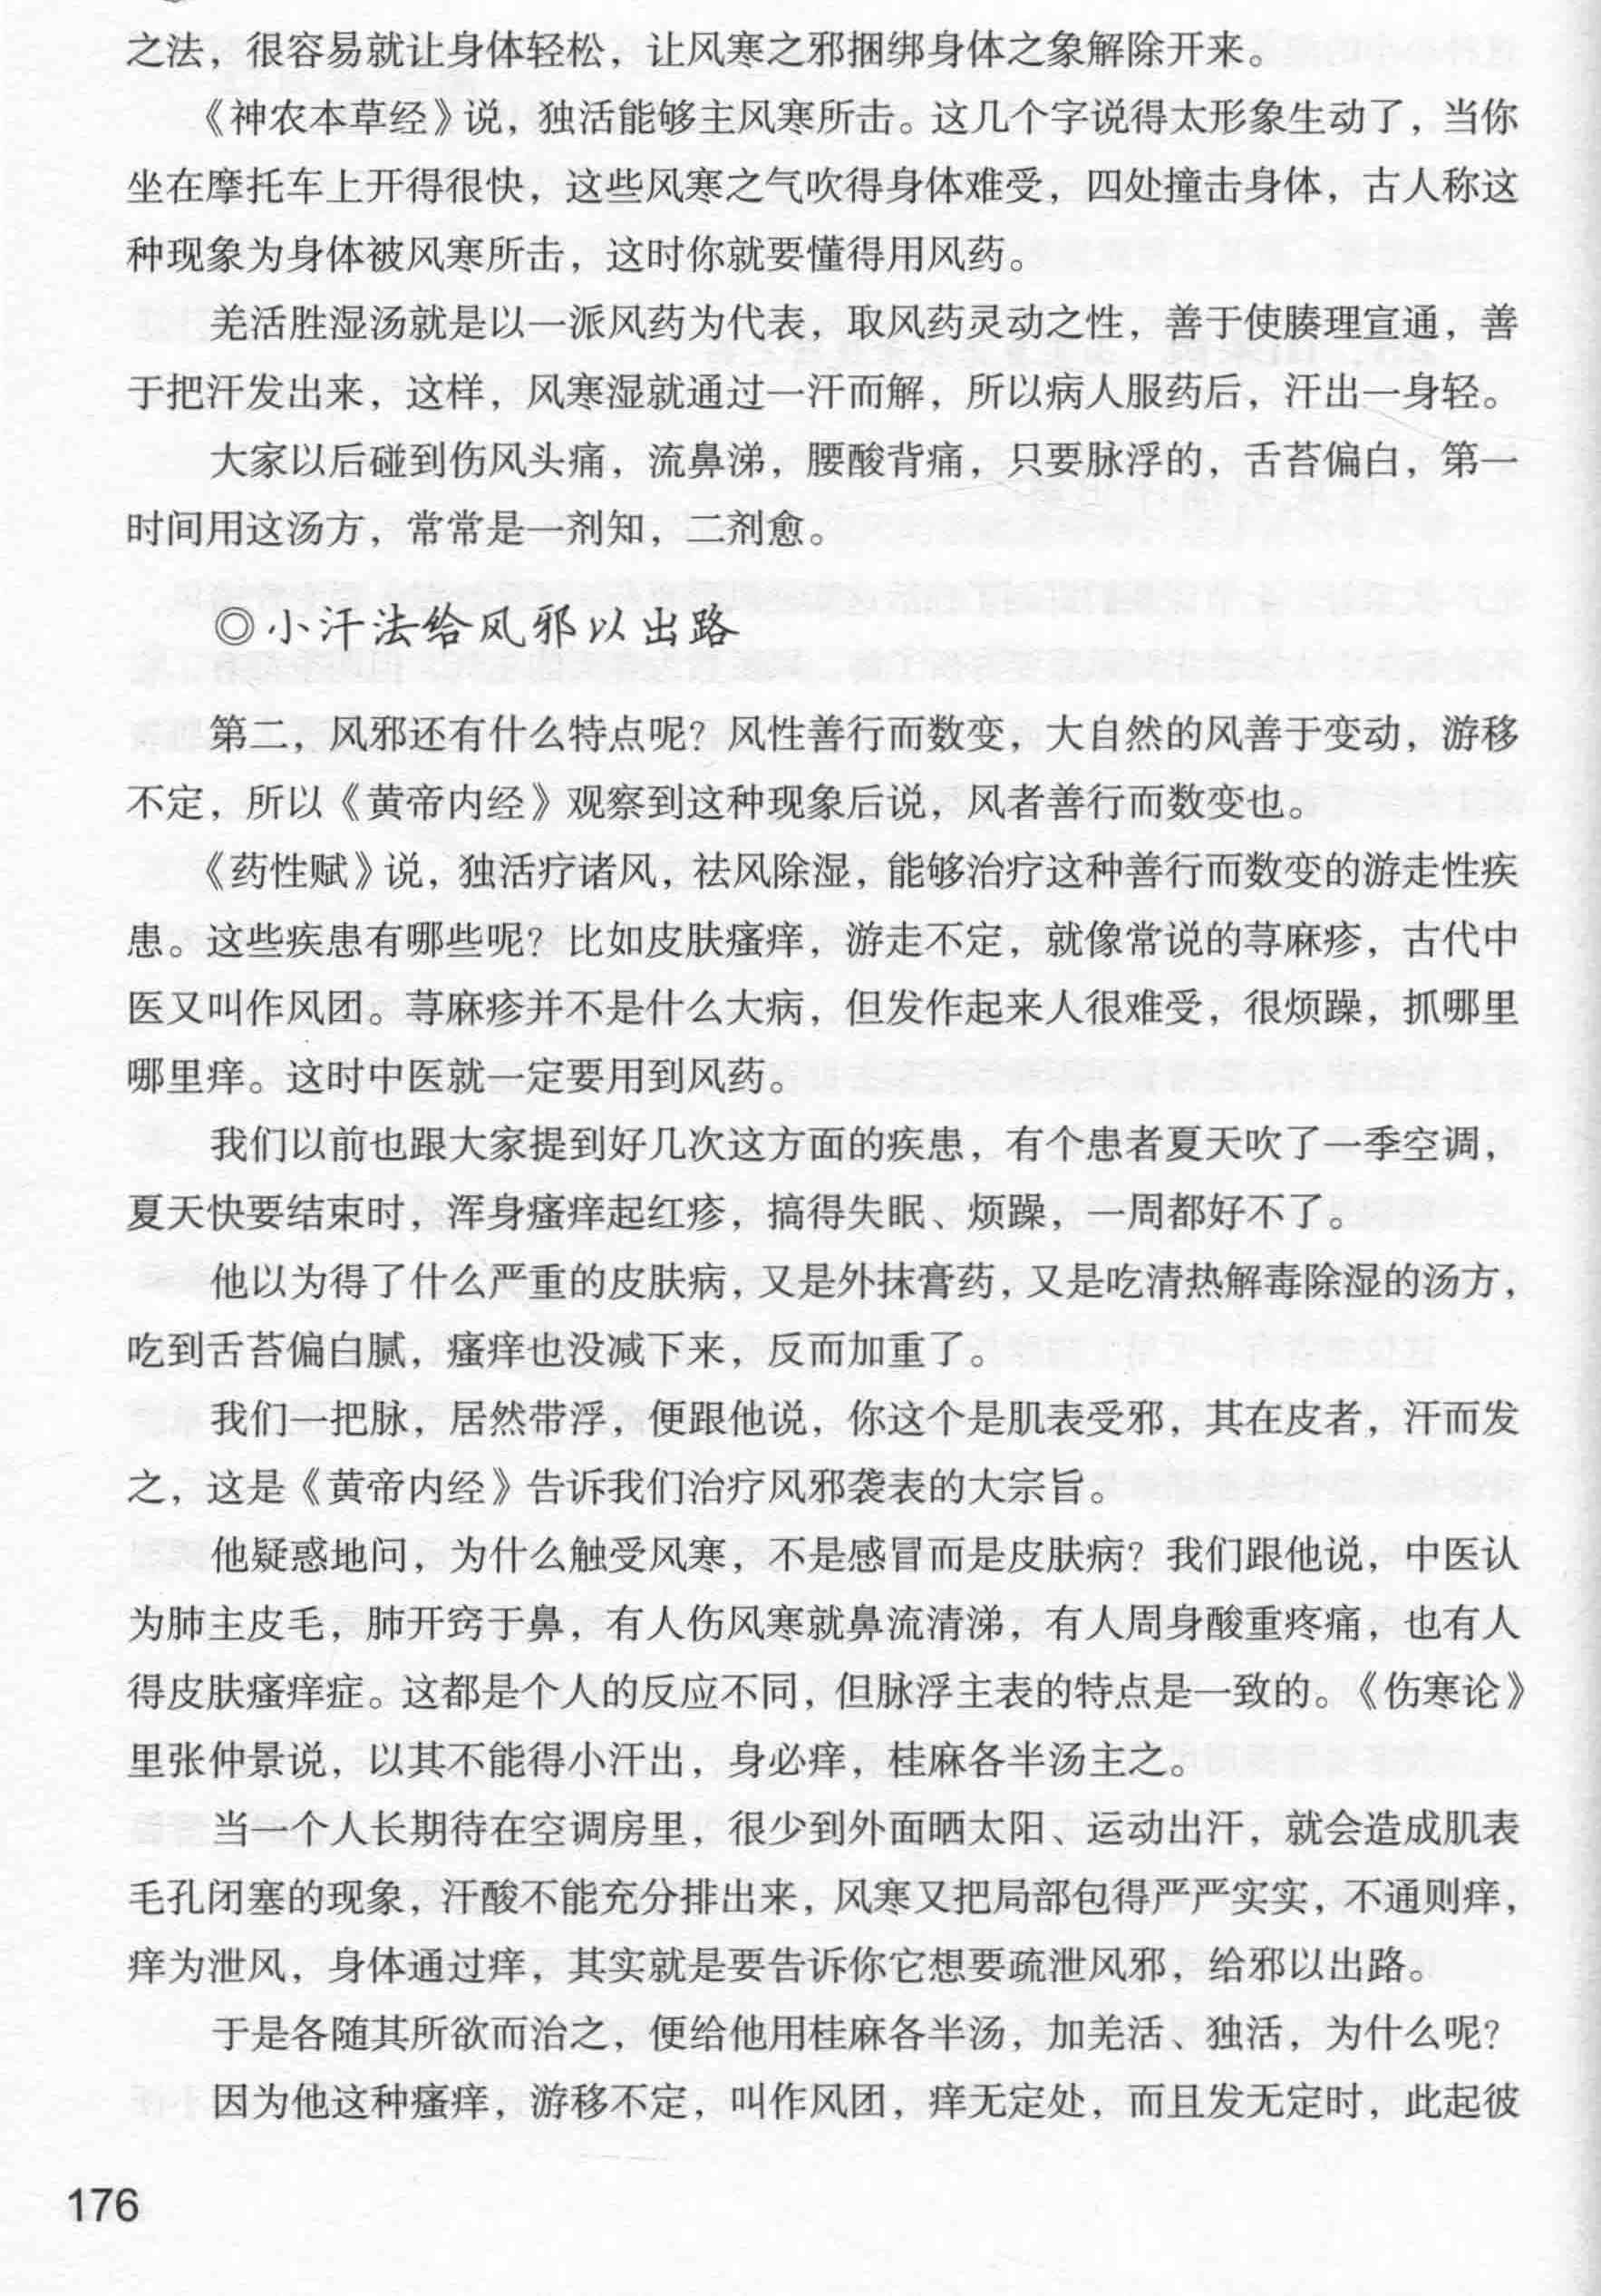 之法，很容易就让身体轻松，让风寒之邪捆绑身体之象解除开来。
《神农本草经》说，独活能够主风寒所击。这几个字说得太形象生动了，当你
坐在摩托车上开得很快，这些风寒之气吹得身体难受，四处撞击身体，古人称这
种现象为身体被风寒所击，这时你就要懂得用风药。
羌活胜湿汤就是以一派风药为代表，取风药灵动之性，善于使腠理宣通，善
于把汗发出来，这样，风寒湿就通过一汗而解，所以病人服药后，汗出一身轻。
大家以后碰到伤风头痛，流鼻涕，腰酸背痛，只要脉浮的，舌苔偏白，第一
时间用这汤方，常常是一剂知，二剂愈。
◎小汗法给风邪以出路
第二，风邪还有什么特点呢？风性善行而数变，大自然的风善于变动，游移
不定，所以《黄帝内经》观察到这种现象后说，风者善行而数变也。
《药性赋》说，独活疗诸风，祛风除湿，能够治疗这种善行而数变的游走性疾
患。这些疾患有哪些呢？比如皮肤瘙痒，游走不定，就像常说的荨麻疹，古代中
医又叫作风团。荨麻疹并不是什么大病，但发作起来人很难受，很烦躁，抓哪里
哪里痒。这时中医就一定要用到风药。
我们以前也跟大家提到好几次这方面的疾患，有个患者夏天吹了一季空调，
夏天快要结束时，浑身瘙痒起红疹，搞得失眠、烦躁，一周都好不了。
他以为得了什么严重的皮肤病，又是外抹膏药，又是吃清热解毒除湿的汤方，
吃到舌苔偏白腻，瘙痒也没减下来，反而加重了。
我们一把脉，居然带浮，便跟他说，你这个是肌表受邪，其在皮者，汗而发
之，这是《黄帝内经》告诉我们治疗风邪袭表的大宗旨。
他疑惑地问，为什么触受风寒，不是感冒而是皮肤病？我们跟他说，中医认
为肺主皮毛，肺开窍于鼻，有人伤风寒就鼻流清涕，有人周身酸重疼痛，也有人
得皮肤瘙痒症。这都是个人的反应不同，但脉浮主表的特点是一致的。《伤寒论》
里张仲景说，以其不能得小汗出，身必痒，桂麻各半汤主之。
当一个人长期待在空调房里，很少到外面晒太阳、运动出汗，就会造成肌表
毛孔闭塞的现象，汗酸不能充分排出来，风寒又把局部包得严严实实，不通则痒，
痒为泄风，身体通过痒，其实就是要告诉你它想要疏泄风邪，给邪以出路。
于是各随其所欲而治之，便给他用桂麻各半汤，加羌活、独活，为什么呢？
因为他这种瘙痒，游移不定，叫作风团，痒无定处，而且发无定时，此起彼
176